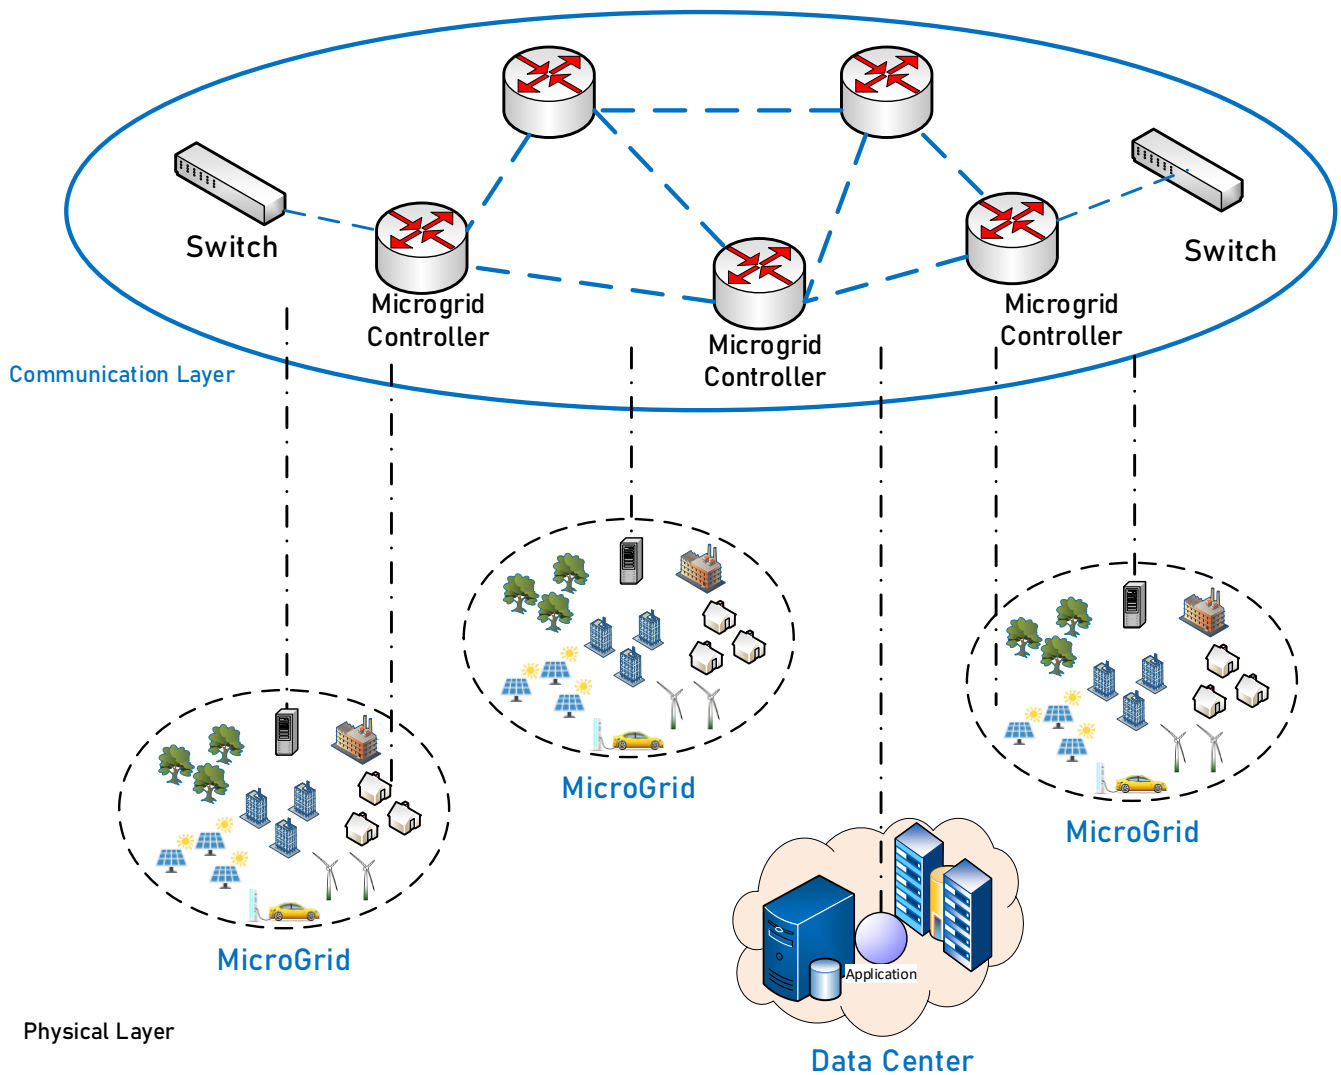 Switch
Switch
Microgrid
Controller
Microgrid
Controller
Microgrid
Controller
Communication Layer
MicroGrid
MicroGrid
MicroGrid
Application
Physical Layer
Data Center